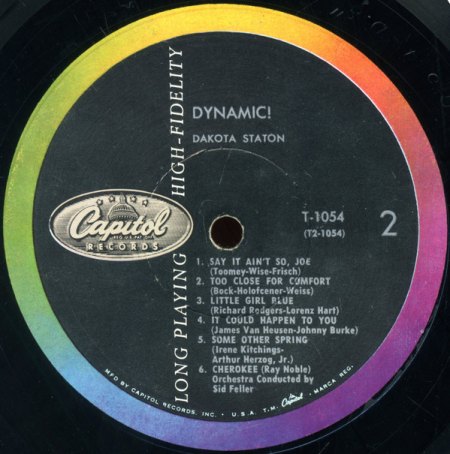 DYNAMIC!
DAKOTA STATON
LONG PLAYING HIGH-FIDELITY
Capitol
RECORDS
T-1054
(T2-1054)
2
1. SAY IT AIN'T SO, JOE
(Toomey-Wise-Frisch)
2. TOO CLOSE FOR COMFORT
(Bock-Holofcener-Weiss)
3. LITTLE GIRL BLUE
(Richard Rodgers-Lorenz Hart)
4. IT COULD HAPPEN TO YOU
(James Van Heusen-Johnny Burke)
5. SOME OTHER SPRING
(Irene Kitchings-
Arthur Herzog, Jr.)
6. CHEROKEE (Ray Noble)
Orchestra Conducted by
Sid Feller
MFD BY CAPITOL RECORDS, INC. • U.S.A. T.M. Capitol MARCA REG.